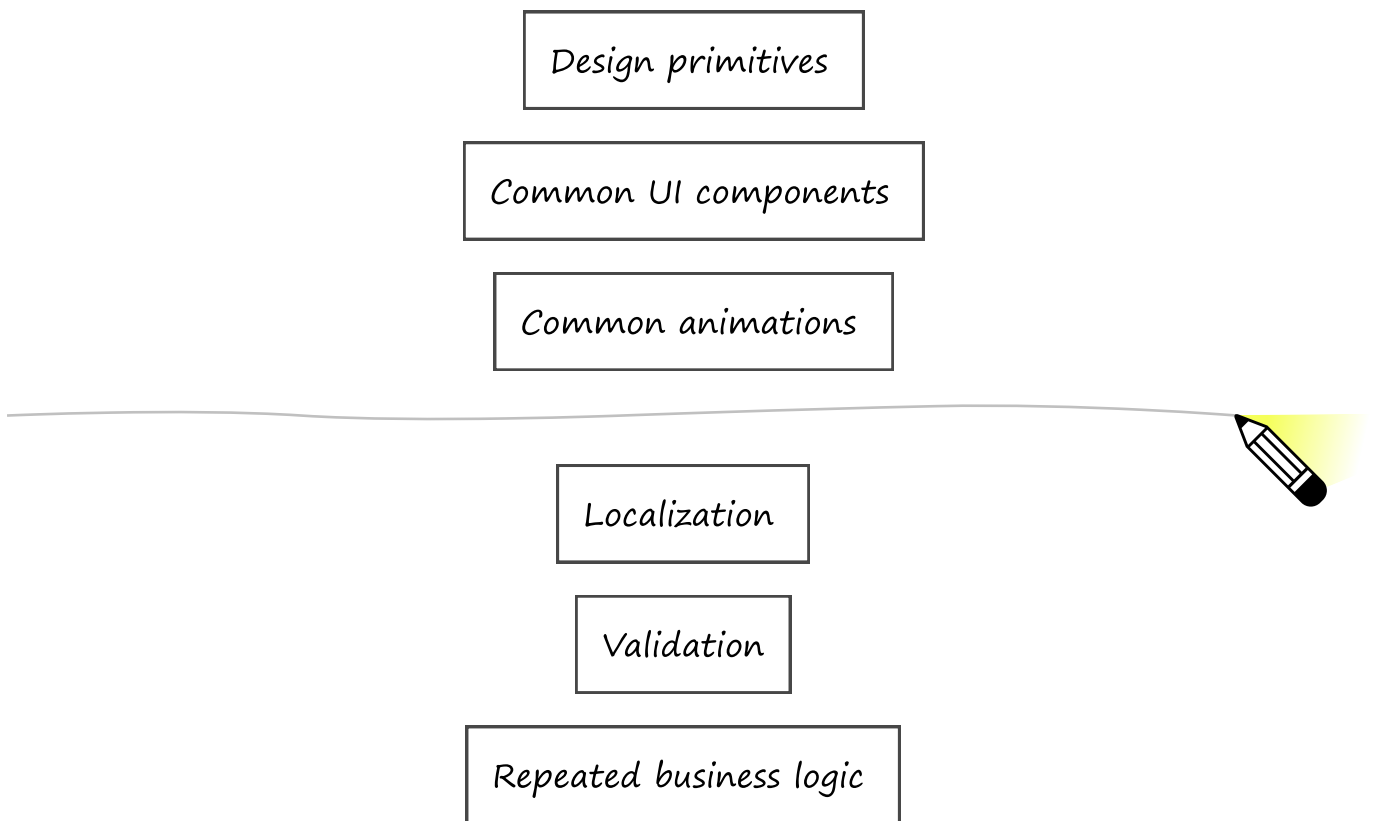 Design primitives
Common UI components
Common animations
Localization
Validation
Repeated business logic